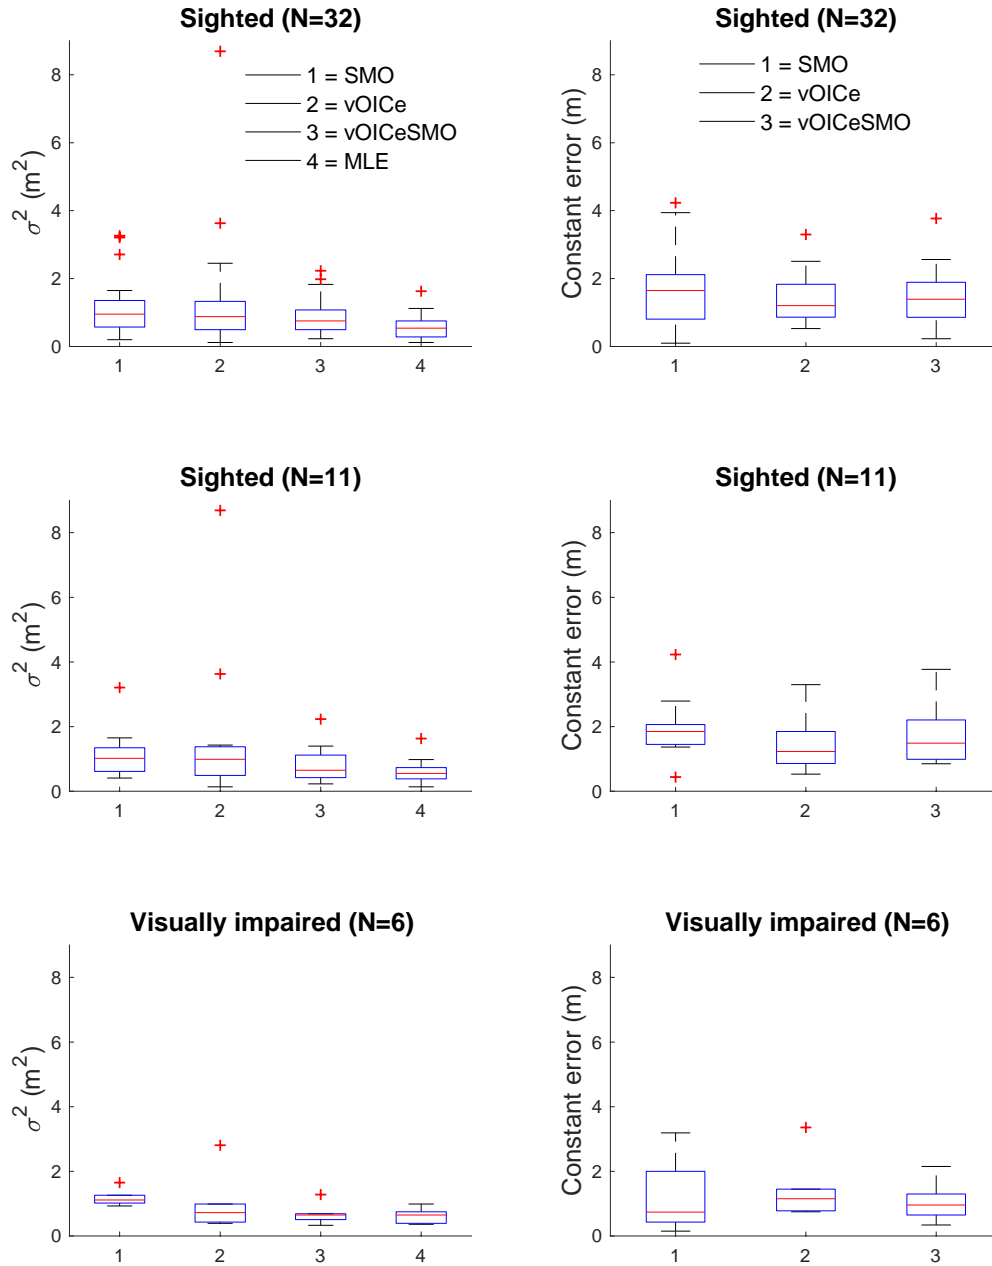 Sighted (N=32)
σ² (m²)
8
6
4
2
0
1 = SMO
2 = vOICe
3 = vOICeSMO
4 = MLE
1 2 3 4
Sighted (N=32)
Constant error (m)
8
6
4
2
0
1 = SMO
2 = vOICe
3 = vOICeSMO
1 2 3
Sighted (N=11)
σ² (m²)
8
6
4
2
0
1 2 3 4
Sighted (N=11)
Constant error (m)
8
6
4
2
0
1 2 3
Visually impaired (N=6)
σ² (m²)
8
6
4
2
0
1 2 3 4
Visually impaired (N=6)
Constant error (m)
8
6
4
2
0
1 2 3